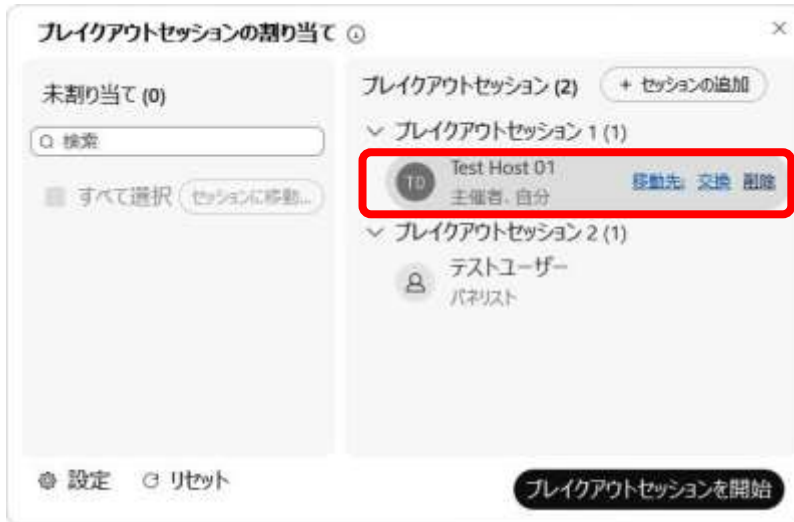 ブレイクアウトセッションの割り当て
未割り当て (0)
検索
すべて選択 セッションに移動...
ブレイクアウトセッション (2) + セッションの追加
ブレイクアウトセッション 1 (1)
TO Test Host 01
主催者、自分
移動先: 交換 削除
ブレイクアウトセッション 2 (1)
テストユーザー
パネリスト
設定 リセット
ブレイクアウトセッションを開始